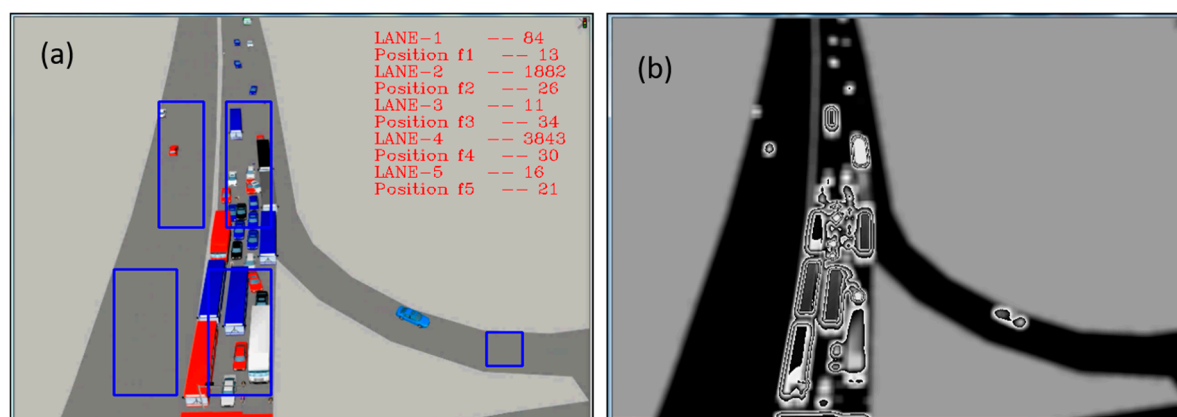 (a)
LANE-1 -- 84
Position f1 -- 13
LANE-2 -- 1882
Position f2 -- 26
LANE-3 -- 11
Position f3 -- 34
LANE-4 -- 3843
Position f4 -- 30
LANE-5 -- 16
Position f5 -- 21
(b)